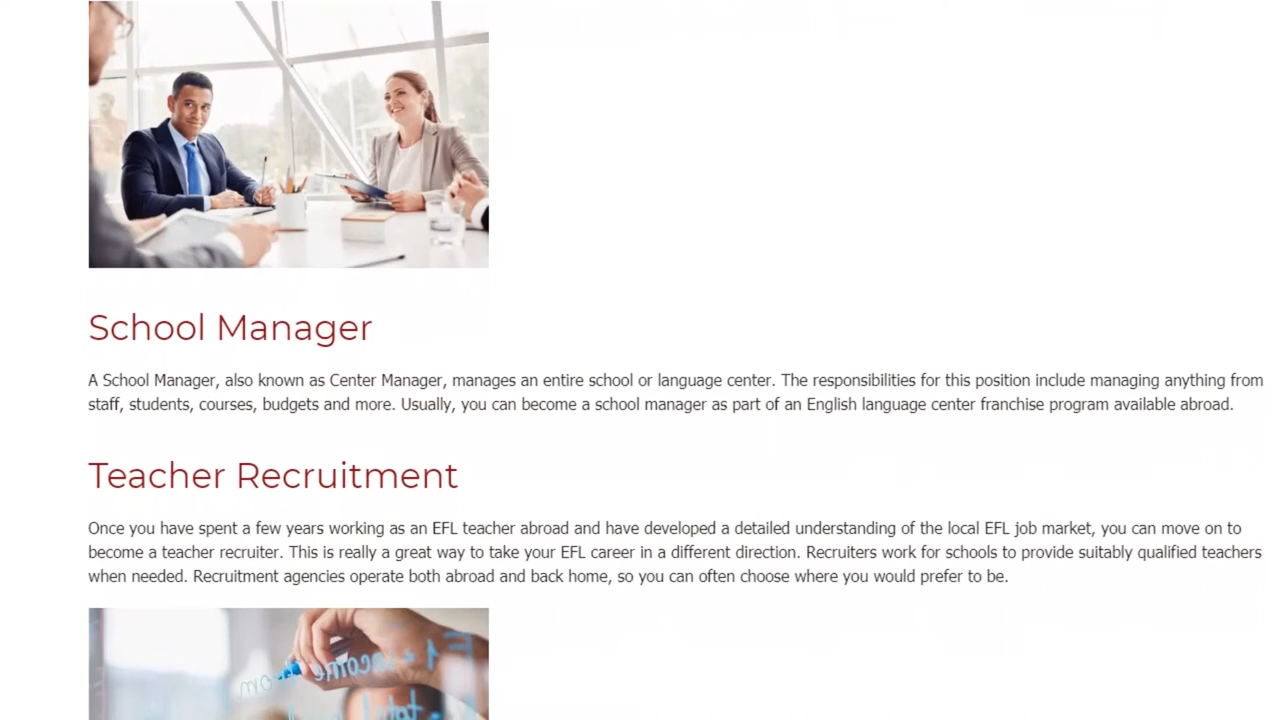 School Manager
A School Manager, also known as Center Manager, manages an entire school or language center. The responsibilities for this position include managing anything from
staff, students, courses, budgets and more. Usually, you can become a school manager as part of an English language center franchise program available abroad.
Teacher Recruitment
Once you have spent a few years working as an EFL teacher abroad and have developed a detailed understanding of the local EFL job market, you can move on to
become a teacher recruiter. This is really a great way to take your EFL career in a different direction. Recruiters work for schools to provide suitably qualified teachers
when needed. Recruitment agencies operate both abroad and back home, so you can often choose where you would prefer to be.
income
total